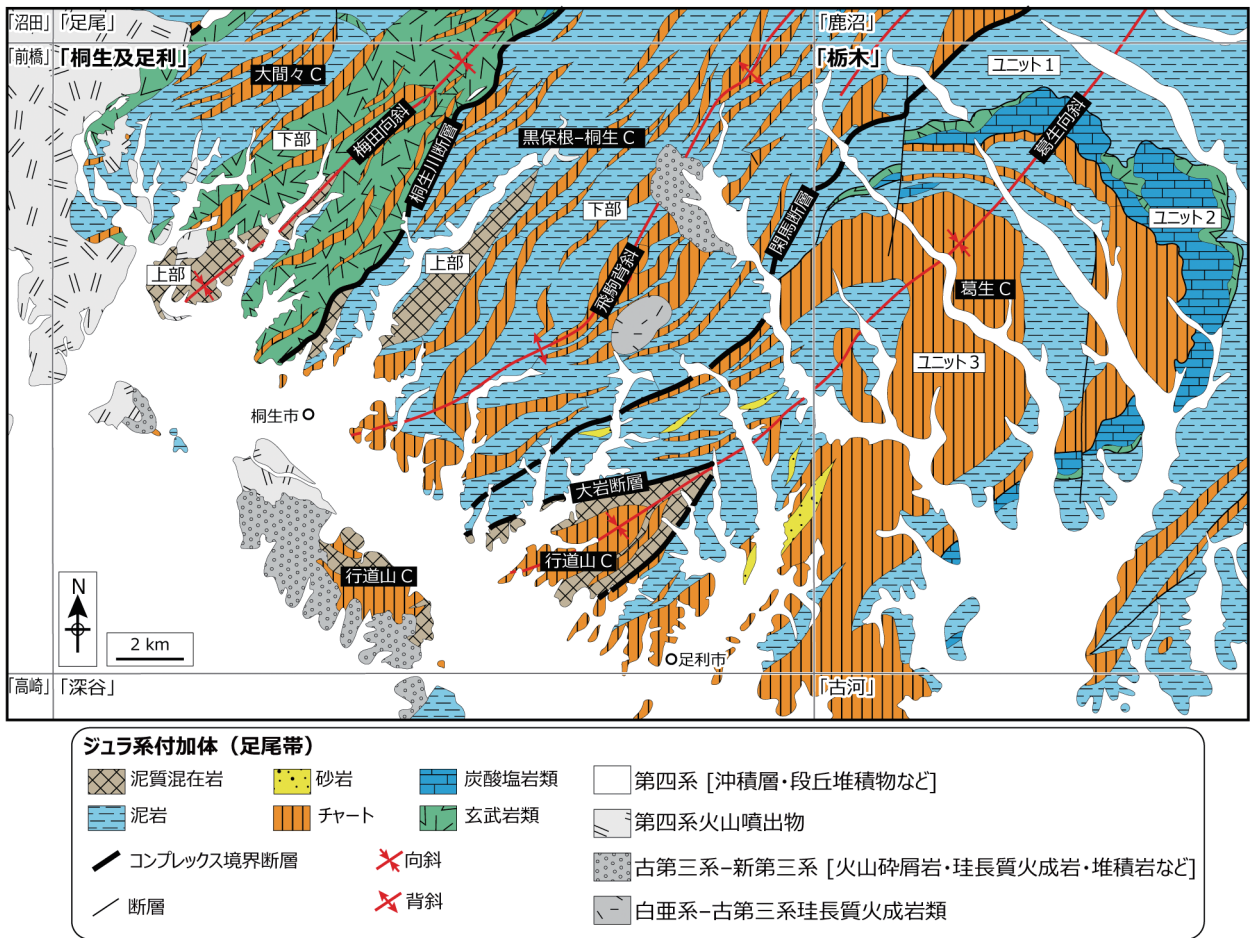 「沼田」
「足尾」
「鹿沼」
「前橋」
「桐生及足利」
「栃木」
大間々 C
ユニット 1
梅田向斜
下部
桐生川断層
黒保根–桐生 C
葛生向斜
下部
ユニット 2
閑馬断層
上部
上部
飛駒背斜
葛生 C
ユニット 3
桐生市
大岩断層
行道山 C
行道山 C
N
2 km
足利市
「高崎」
「深谷」
「古河」
ジュラ系付加体（足尾帯）
泥質混在岩
砂岩
炭酸塩岩類
第四系 [沖積層・段丘堆積物など]
泥岩
チャート
玄武岩類
第四系火山噴出物
コンプレックス境界断層
向斜
古第三系–新第三系 [火山砕屑岩・珪長質火成岩・堆積岩など]
断層
背斜
白亜系–古第三系珪長質火成岩類